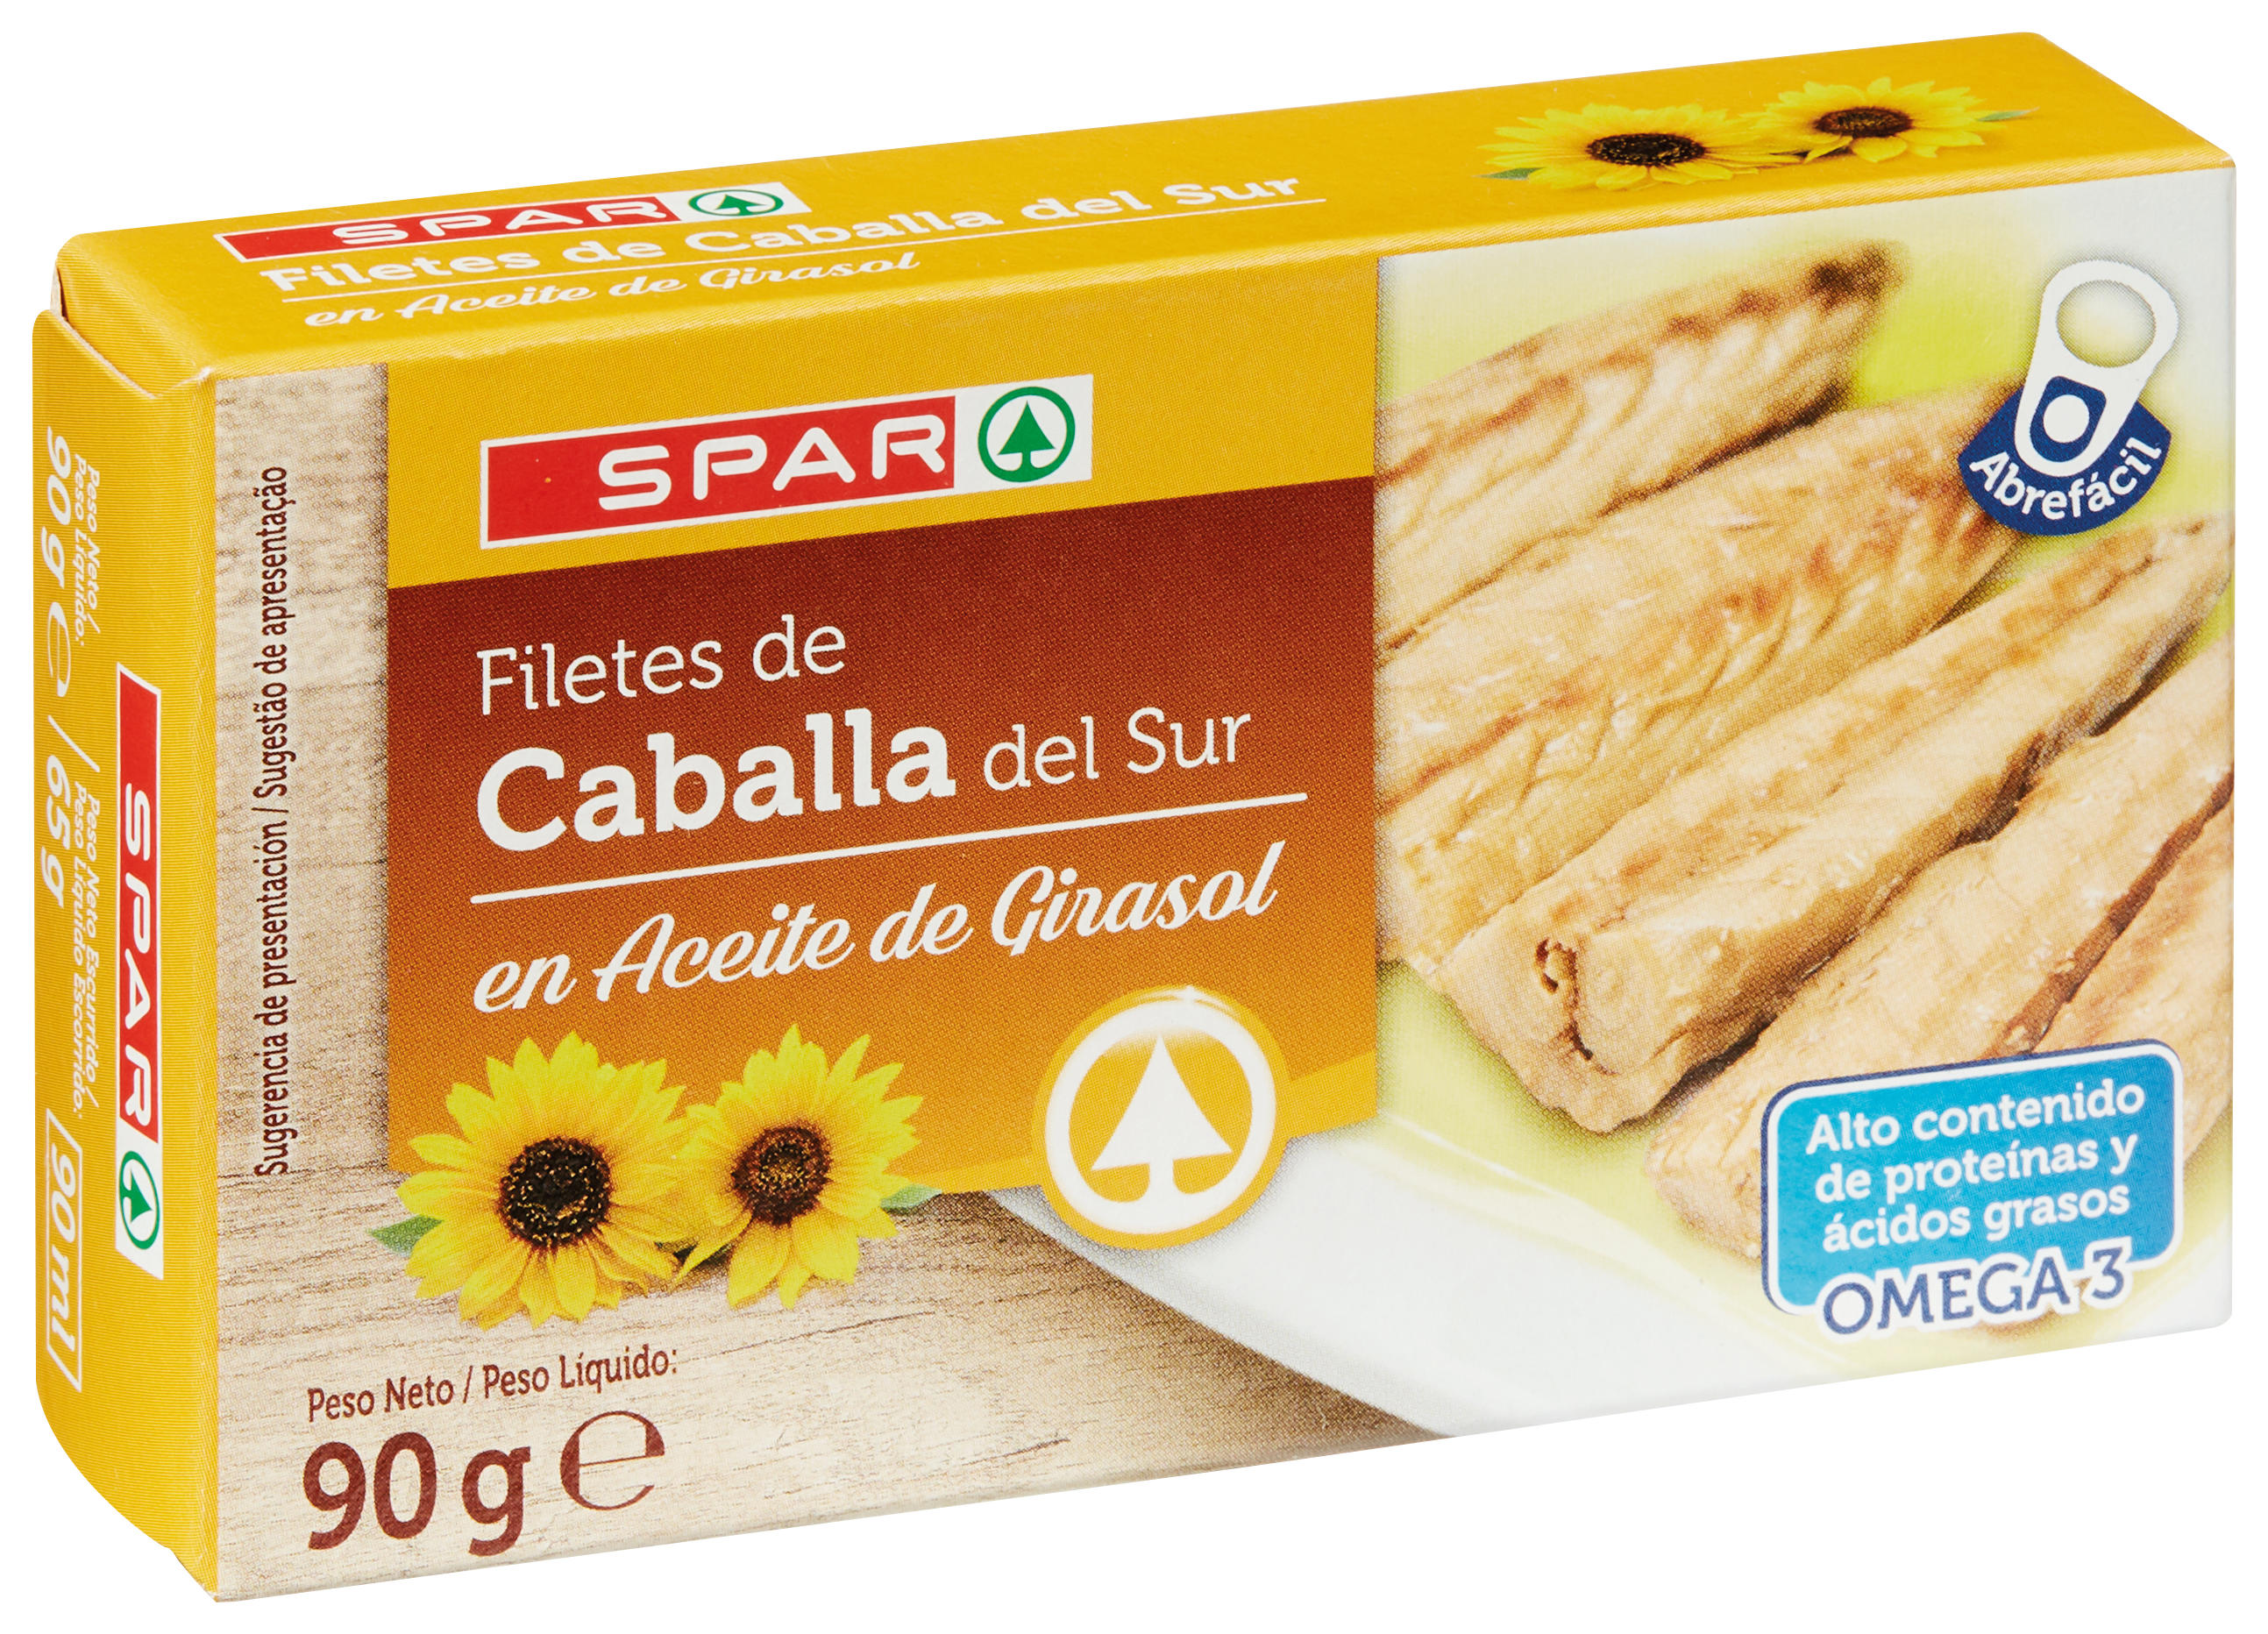 SPAR
Filetes de Caballa del Sur
en Aceite de Girasol
SPAR
Filetes de
Caballa del Sur
en Aceite de Girasol
Abrefácil
Alto contenido
de proteínas y
ácidos grasos
OMEGA 3
Sugerencia de presentación / Sugestão de apresentação
Peso Neto / Peso Líquido:
90 g e
Peso Neto /
Peso Líquido:
90 g e / 65 g
Peso Neto Escurrido /
Peso Líquido Escorrido:
90 ml
SPAR